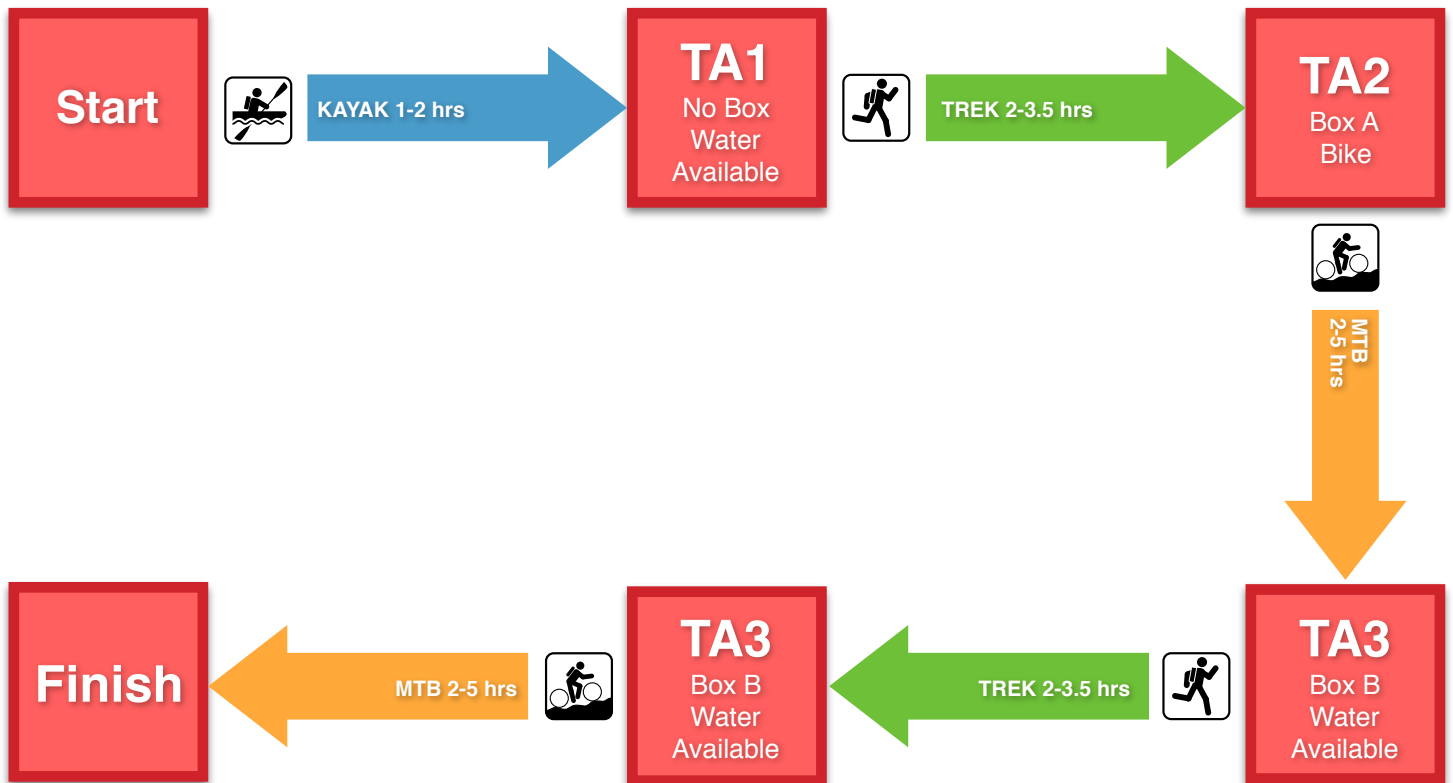 Start
KAYAK 1-2 hrs
TA1
No Box
Water
Available
TREK 2-3.5 hrs
TA2
Box A
Bike
MTB
2-5 hrs
TA3
Box B
Water
Available
TREK 2-3.5 hrs
TA3
Box B
Water
Available
MTB 2-5 hrs
Finish